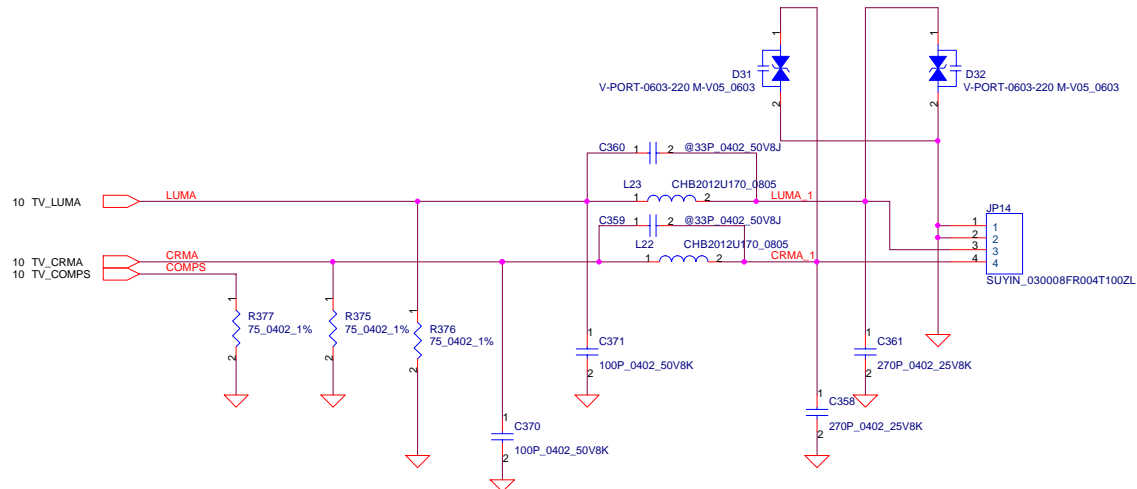 1
1
D31
V-PORT-0603-220 M-V05_0603
2
D32
V-PORT-0603-220 M-V05_0603
2
C360 1 2 @33P_0402_50V8J
L23 CHB2012U170_0805
10 TV_LUMA LUMA 1 2 LUMA_1
C359 1 2 @33P_0402_50V8J
L22 CHB2012U170_0805
10 TV_CRMA CRMA 1 2 CRMA_1
10 TV_COMPS COMPS
JP14
1 1
2 2
3 3
4 4
SUYIN_030008FR004T100ZL
1
R377
75_0402_1%
2
1
R375
75_0402_1%
2
1
R376
75_0402_1%
2
1
C371
100P_0402_50V8K
2
1
C361
270P_0402_25V8K
2
1
C358
270P_0402_25V8K
2
1
C370
100P_0402_50V8K
2